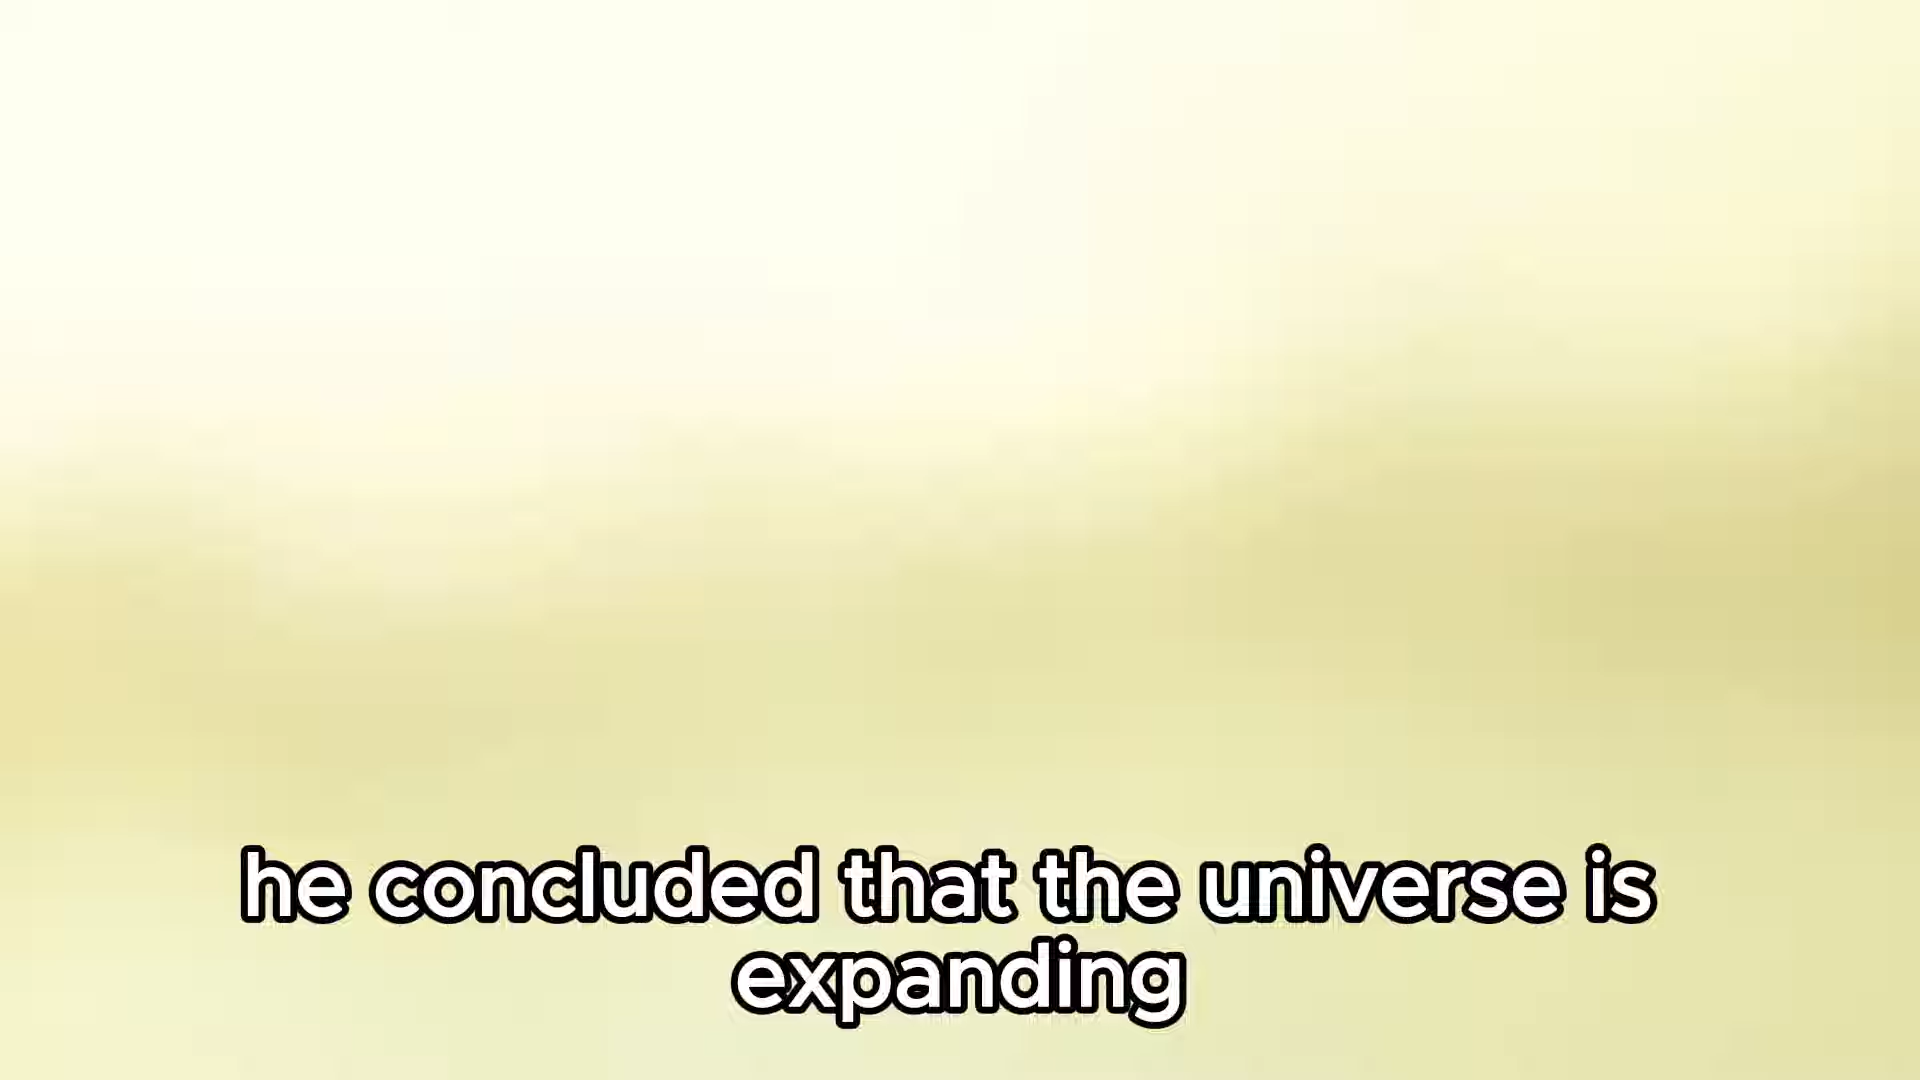 he concluded that the universe is
expanding